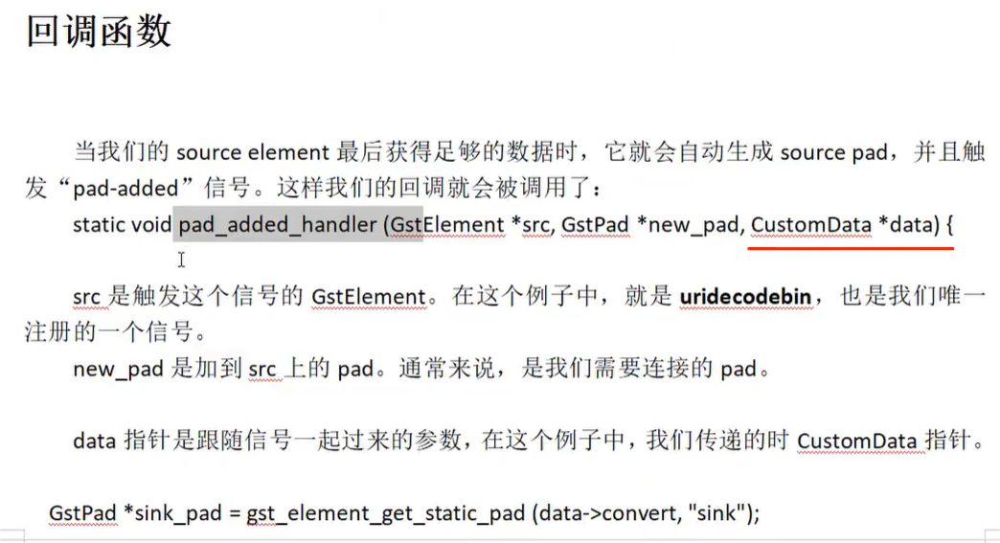 回调函数
当我们的 source element 最后获得足够的数据时，它就会自动生成 source pad，并且触
发“pad-added”信号。这样我们的回调就会被调用了：
static void pad_added_handler (GstElement *src, GstPad *new_pad, CustomData *data) {
src 是触发这个信号的 GstElement。在这个例子中，就是 uridecodebin，也是我们唯一
注册的一个信号。
new_pad 是加到 src 上的 pad。通常来说，是我们需要连接的 pad。
data 指针是跟随信号一起过来的参数，在这个例子中，我们传递的时 CustomData 指针。
GstPad *sink_pad = gst_element_get_static_pad (data->convert, "sink");